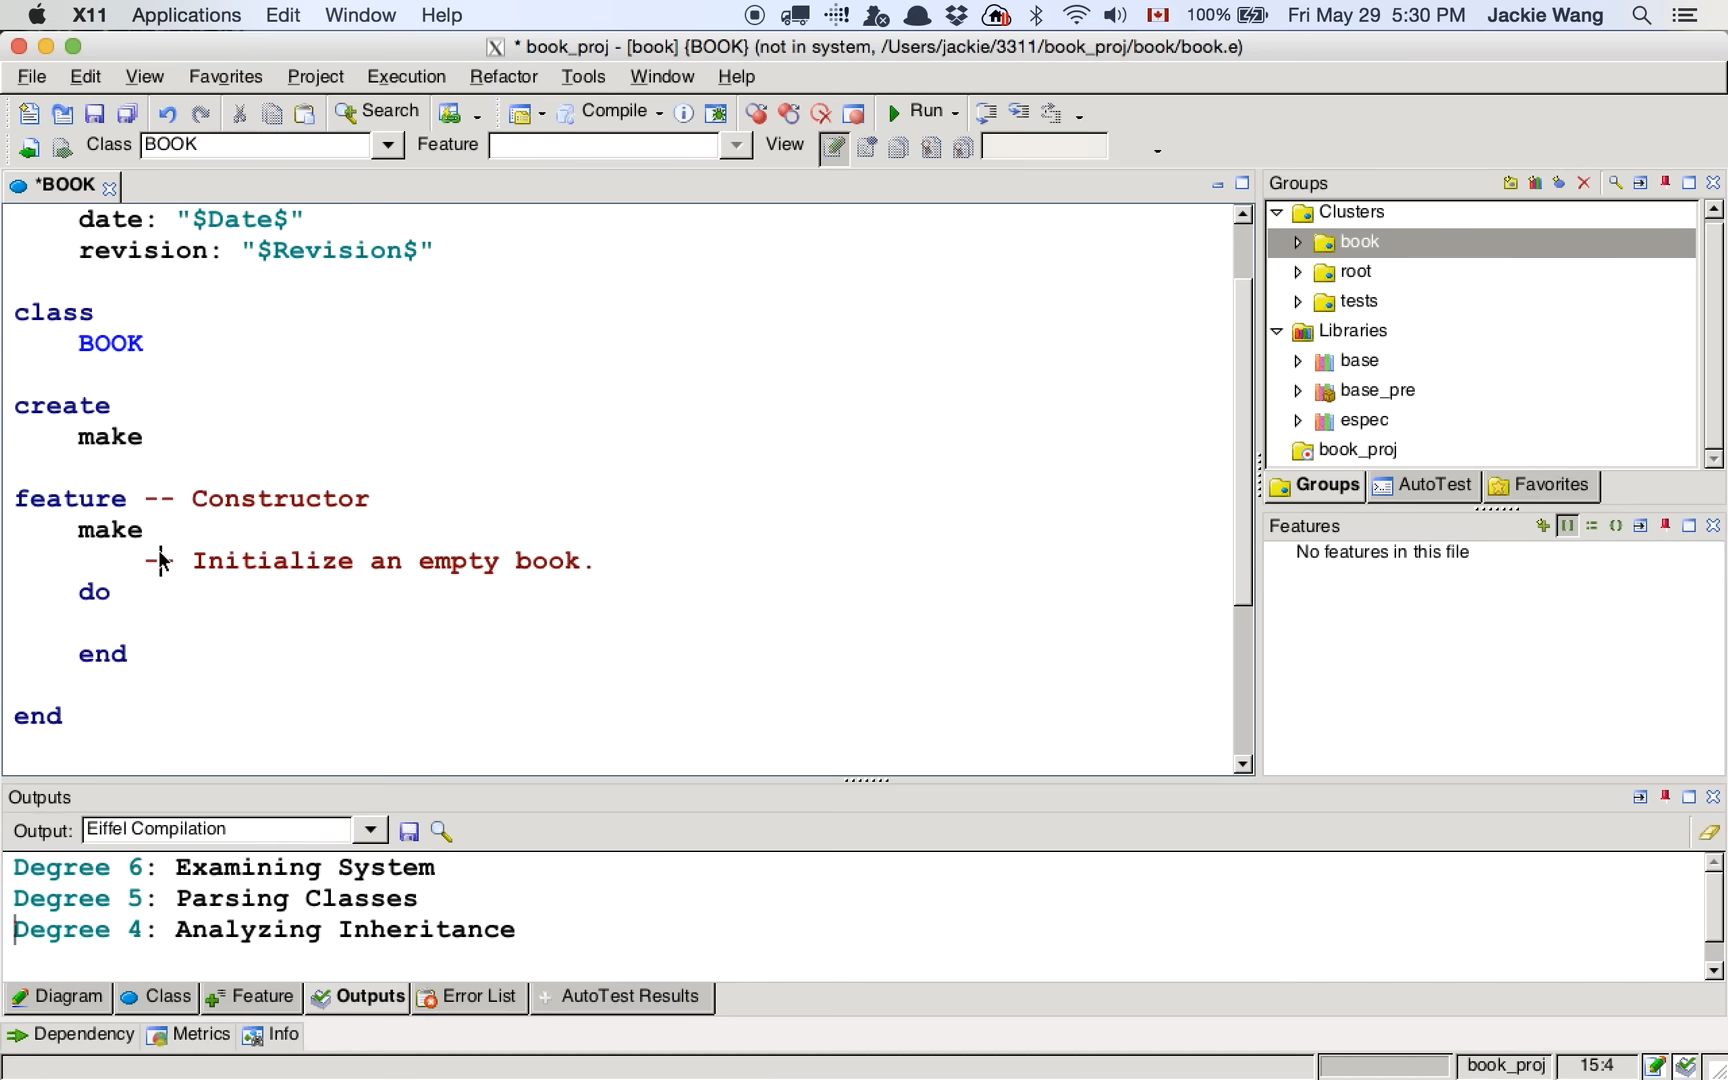 X11 Applications Edit Window Help 100% Fri May 29 5:30 PM Jackie Wang
* book_proj - [book] {BOOK} (not in system, /Users/jackie/3311/book_proj/book/book.e)
File Edit View Favorites Project Execution Refactor Tools Window Help
Search Compile Run
Class BOOK Feature View
*BOOK
date: "$Date$"
revision: "$Revision$"
class
BOOK
create
make
feature -- Constructor
make
-- Initialize an empty book.
do
end
end
Groups
Clusters
book
root
tests
Libraries
base
base_pre
espec
book_proj
Groups AutoTest Favorites
Features
No features in this file
Outputs
Output: Eiffel Compilation
Degree 6: Examining System
Degree 5: Parsing Classes
Degree 4: Analyzing Inheritance
Diagram Class Feature Outputs Error List AutoTest Results
Dependency Metrics Info
book_proj 15:4